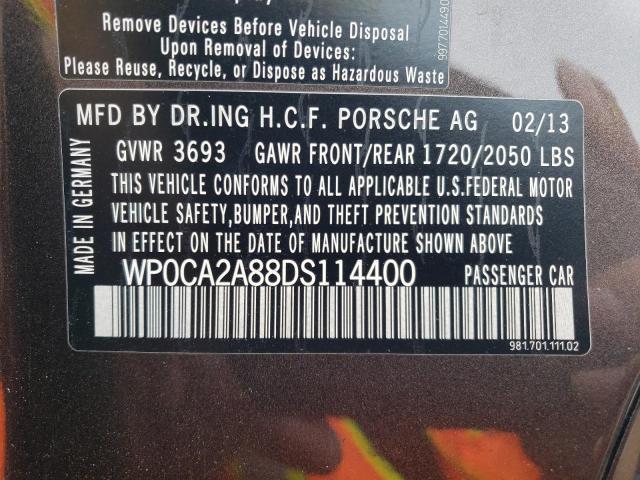 Remove Devices Before Vehicle Disposal
Upon Removal of Devices:
Please Reuse, Recycle, or Dispose as Hazardous Waste
MFD BY DR.ING H.C.F. PORSCHE AG 02/13
GVWR 3693 GAWR FRONT/REAR 1720/2050 LBS
THIS VEHICLE CONFORMS TO ALL APPLICABLE U.S.FEDERAL MOTOR
VEHICLE SAFETY,BUMPER,AND THEFT PREVENTION STANDARDS
IN EFFECT ON THE DATE OF MANUFACTURE SHOWN ABOVE
WP0CA2A88DS114400 PASSENGER CAR
981.701.111.02
MADE IN GERMANY